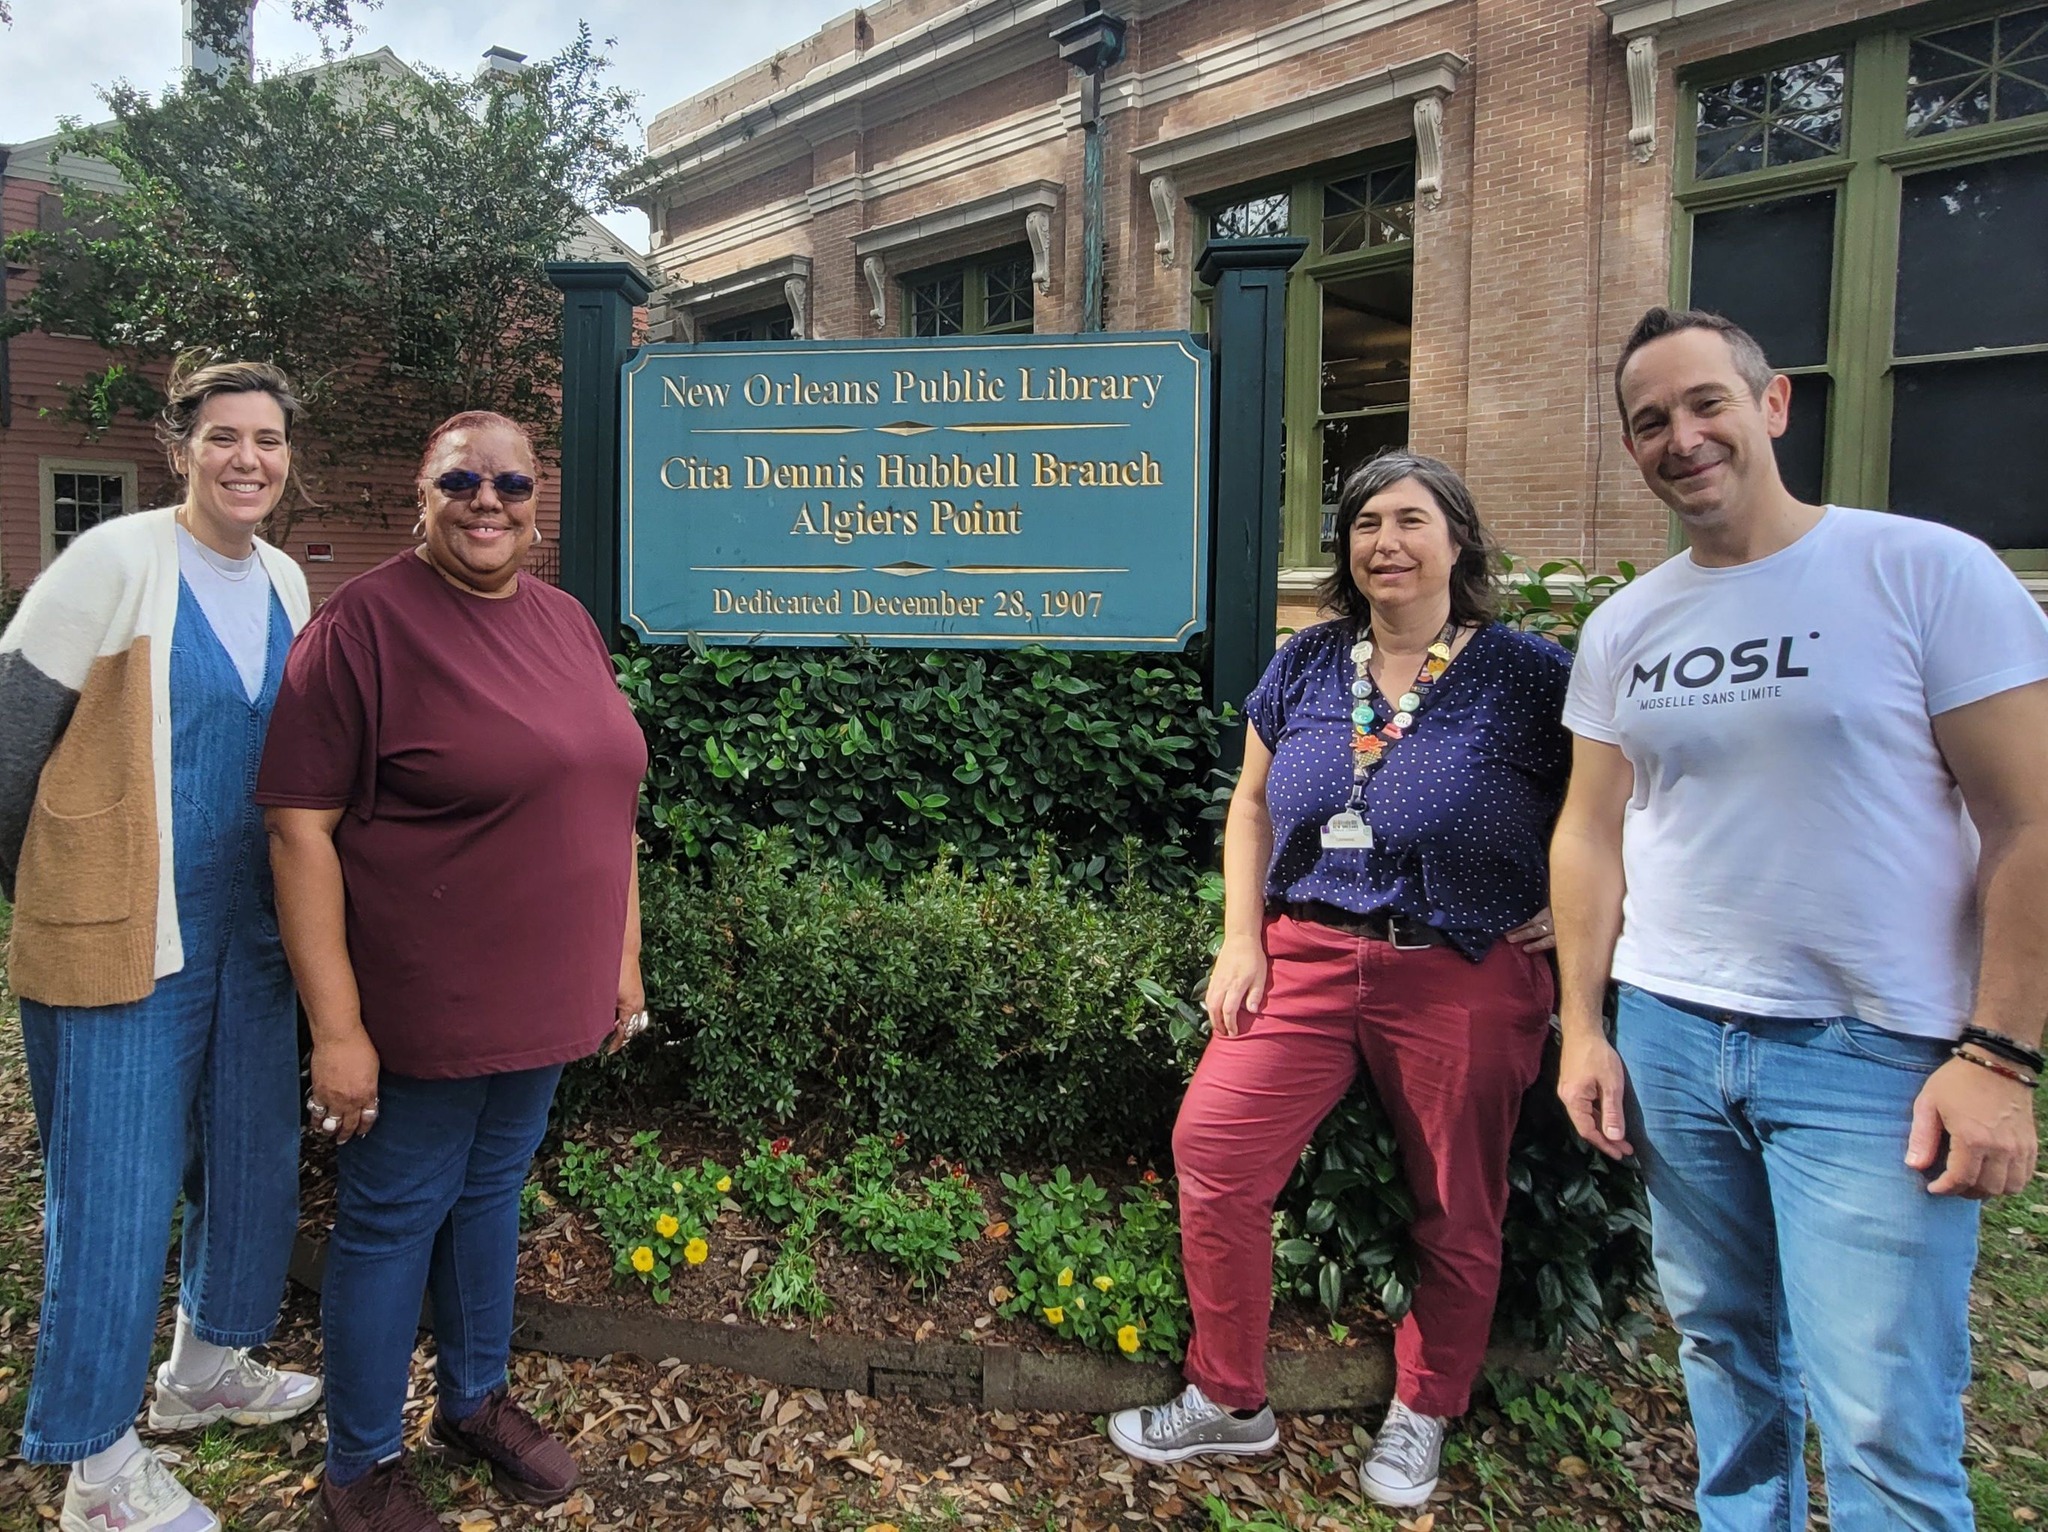 New Orleans Public Library
Cita Dennis Hubbell Branch
Algiers Point
Dedicated December 28, 1907
MOSL*
*MOSELLE SANS LIMITE